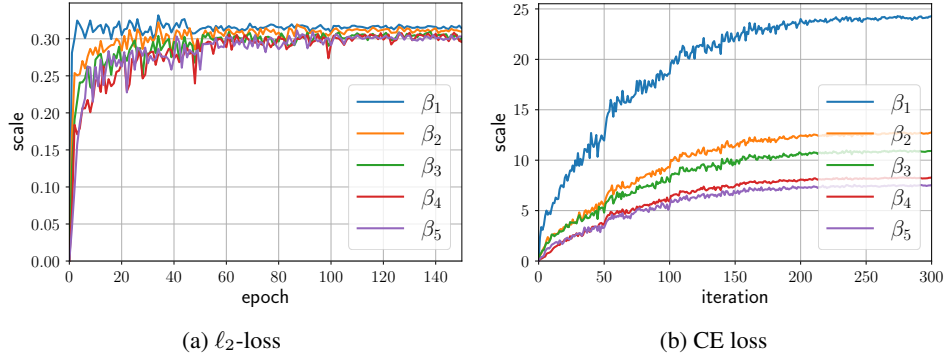 0.30
0.25
0.20
0.15
0.10
0.05
0.00
scale
0 20 40 60 80 100 120 140
epoch
β₁
β₂
β₃
β₄
β₅
(a) ℓ₂-loss
25
20
15
10
5
0
scale
0 50 100 150 200 250 300
iteration
β₁
β₂
β₃
β₄
β₅
(b) CE loss